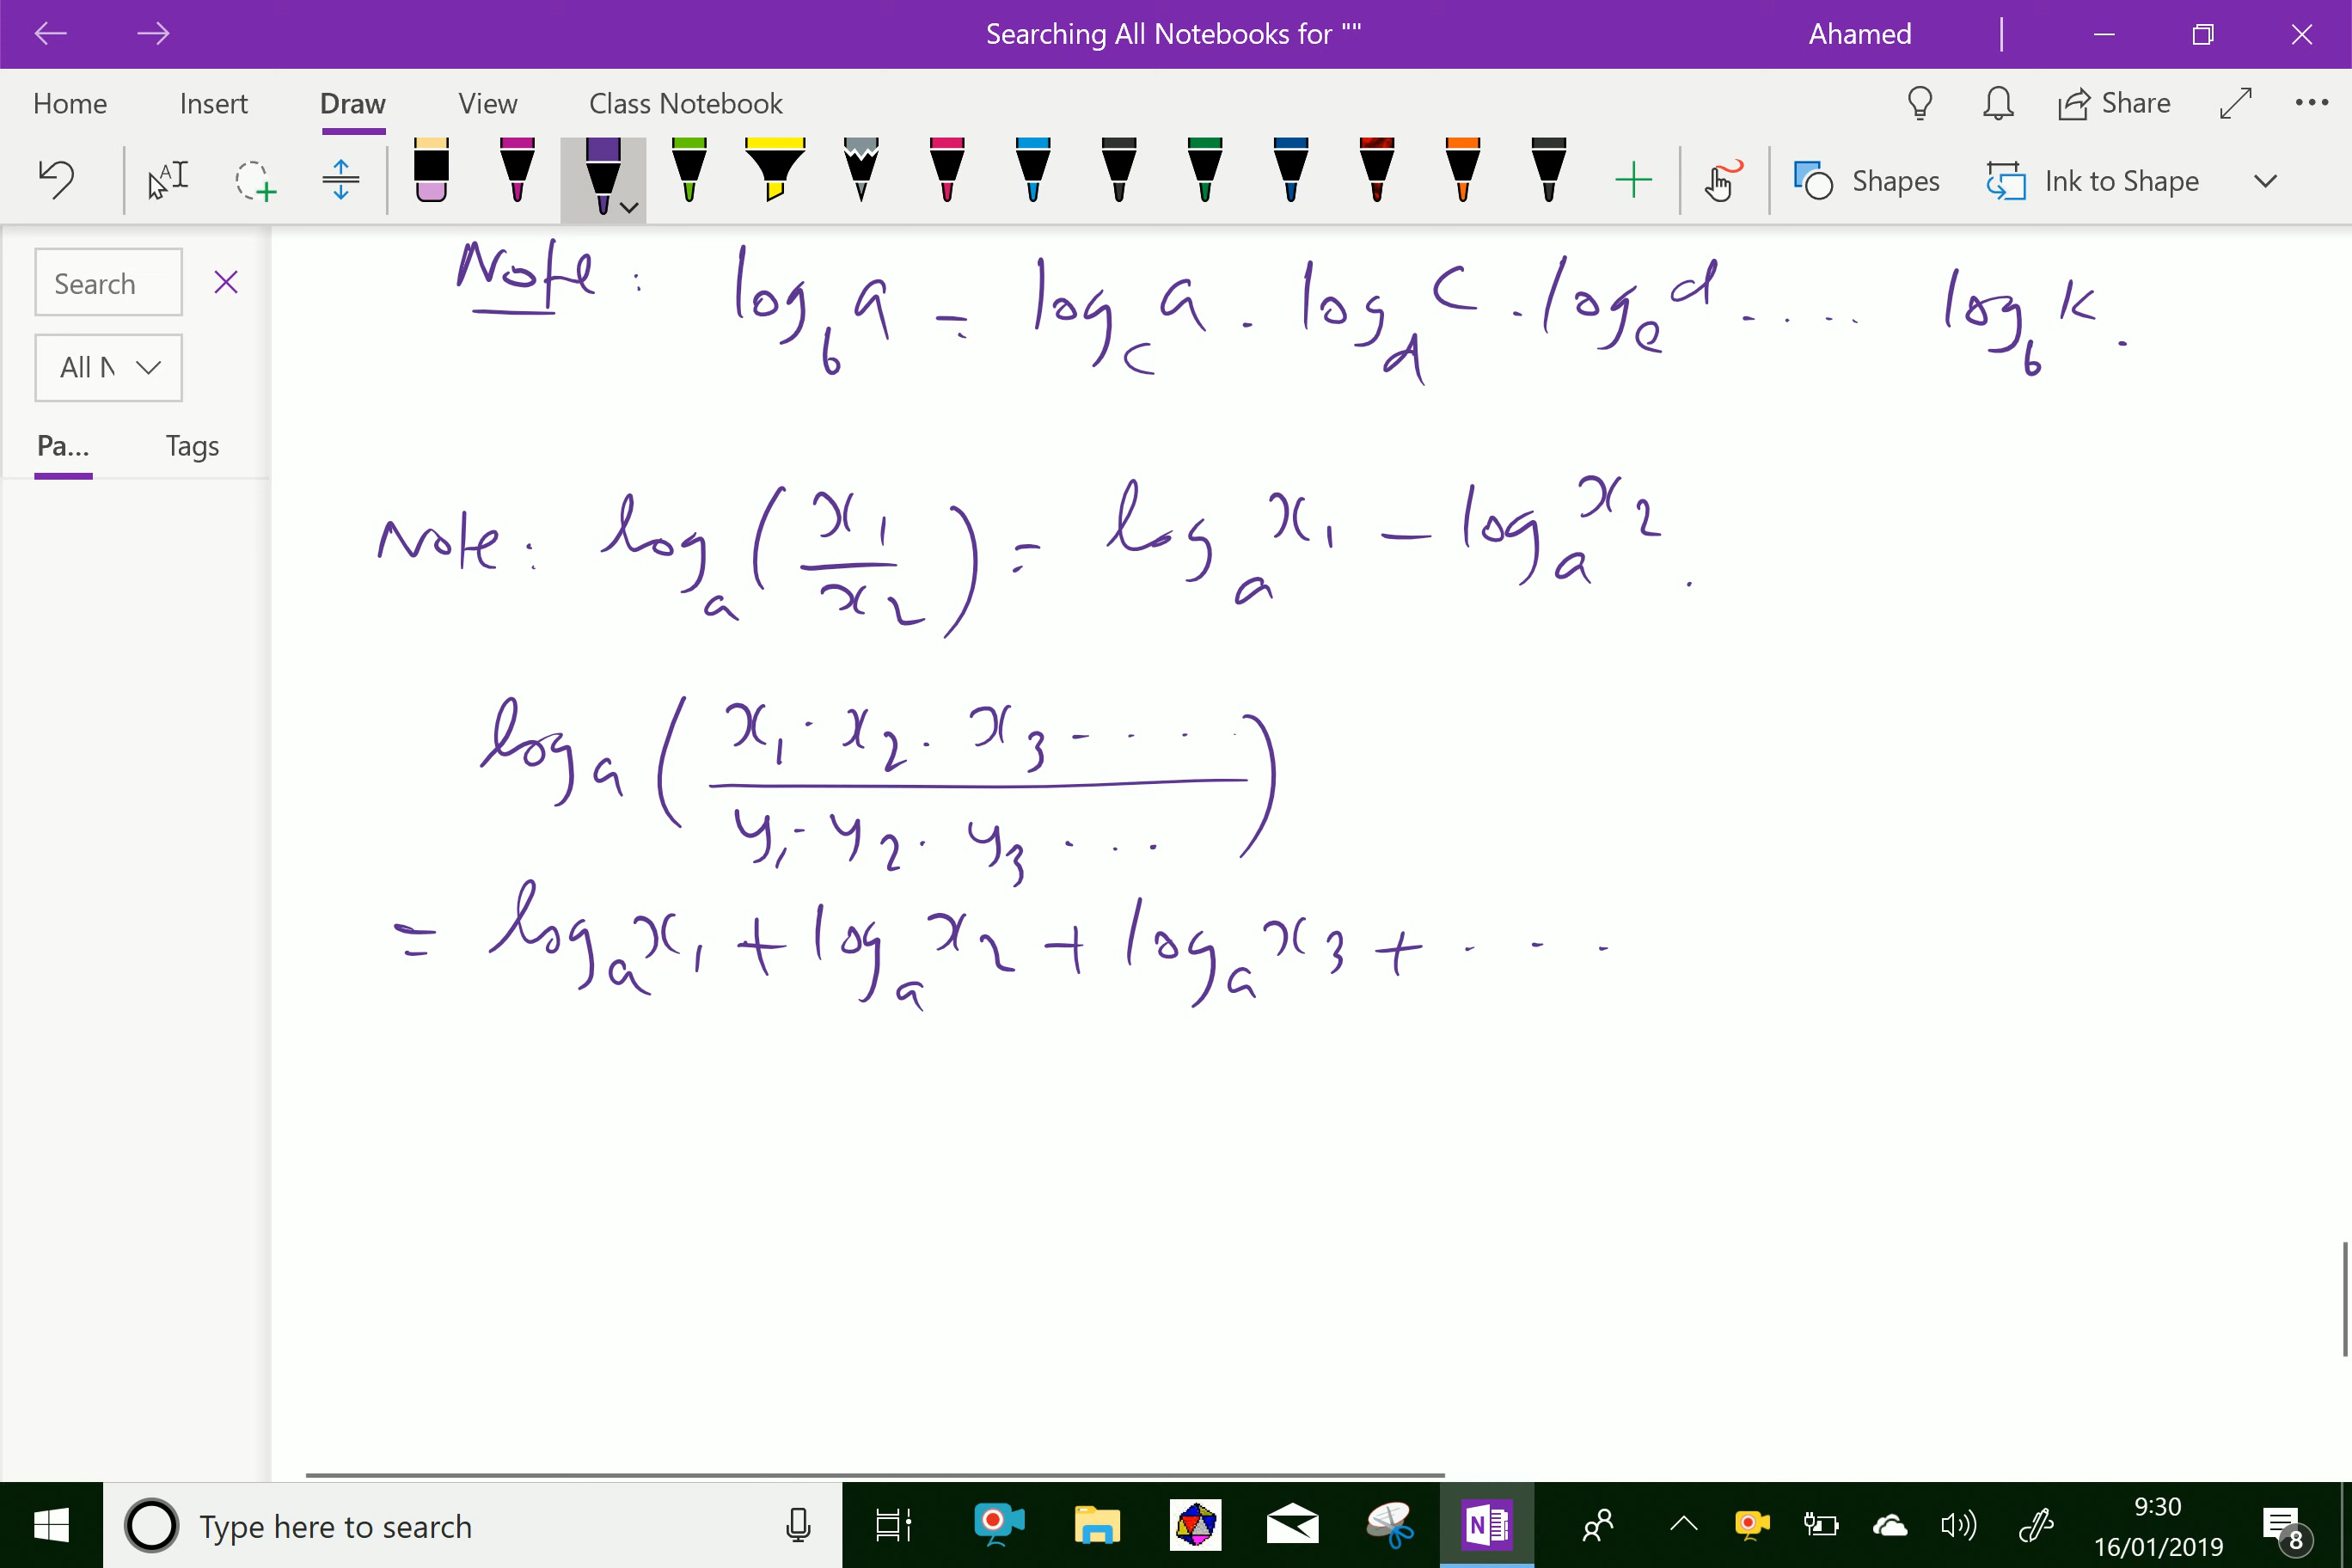 Searching All Notebooks for "" Ahamed
Home Insert Draw View Class Notebook Share
Shapes Ink to Shape
Search
All N
Pa... Tags
Note: log_b a = log_c a . log_d c . log_e d ..... log_b k.
Note: log_a (x_1 / x_2) = log_a x_1 - log_a x_2.
log_a (x_1 . x_2 . x_3 ..... / y_1 . y_2 . y_3 ....)
= log_a x_1 + log_a x_2 + log_a x_3 + ...
Type here to search
9:30
16/01/2019
8